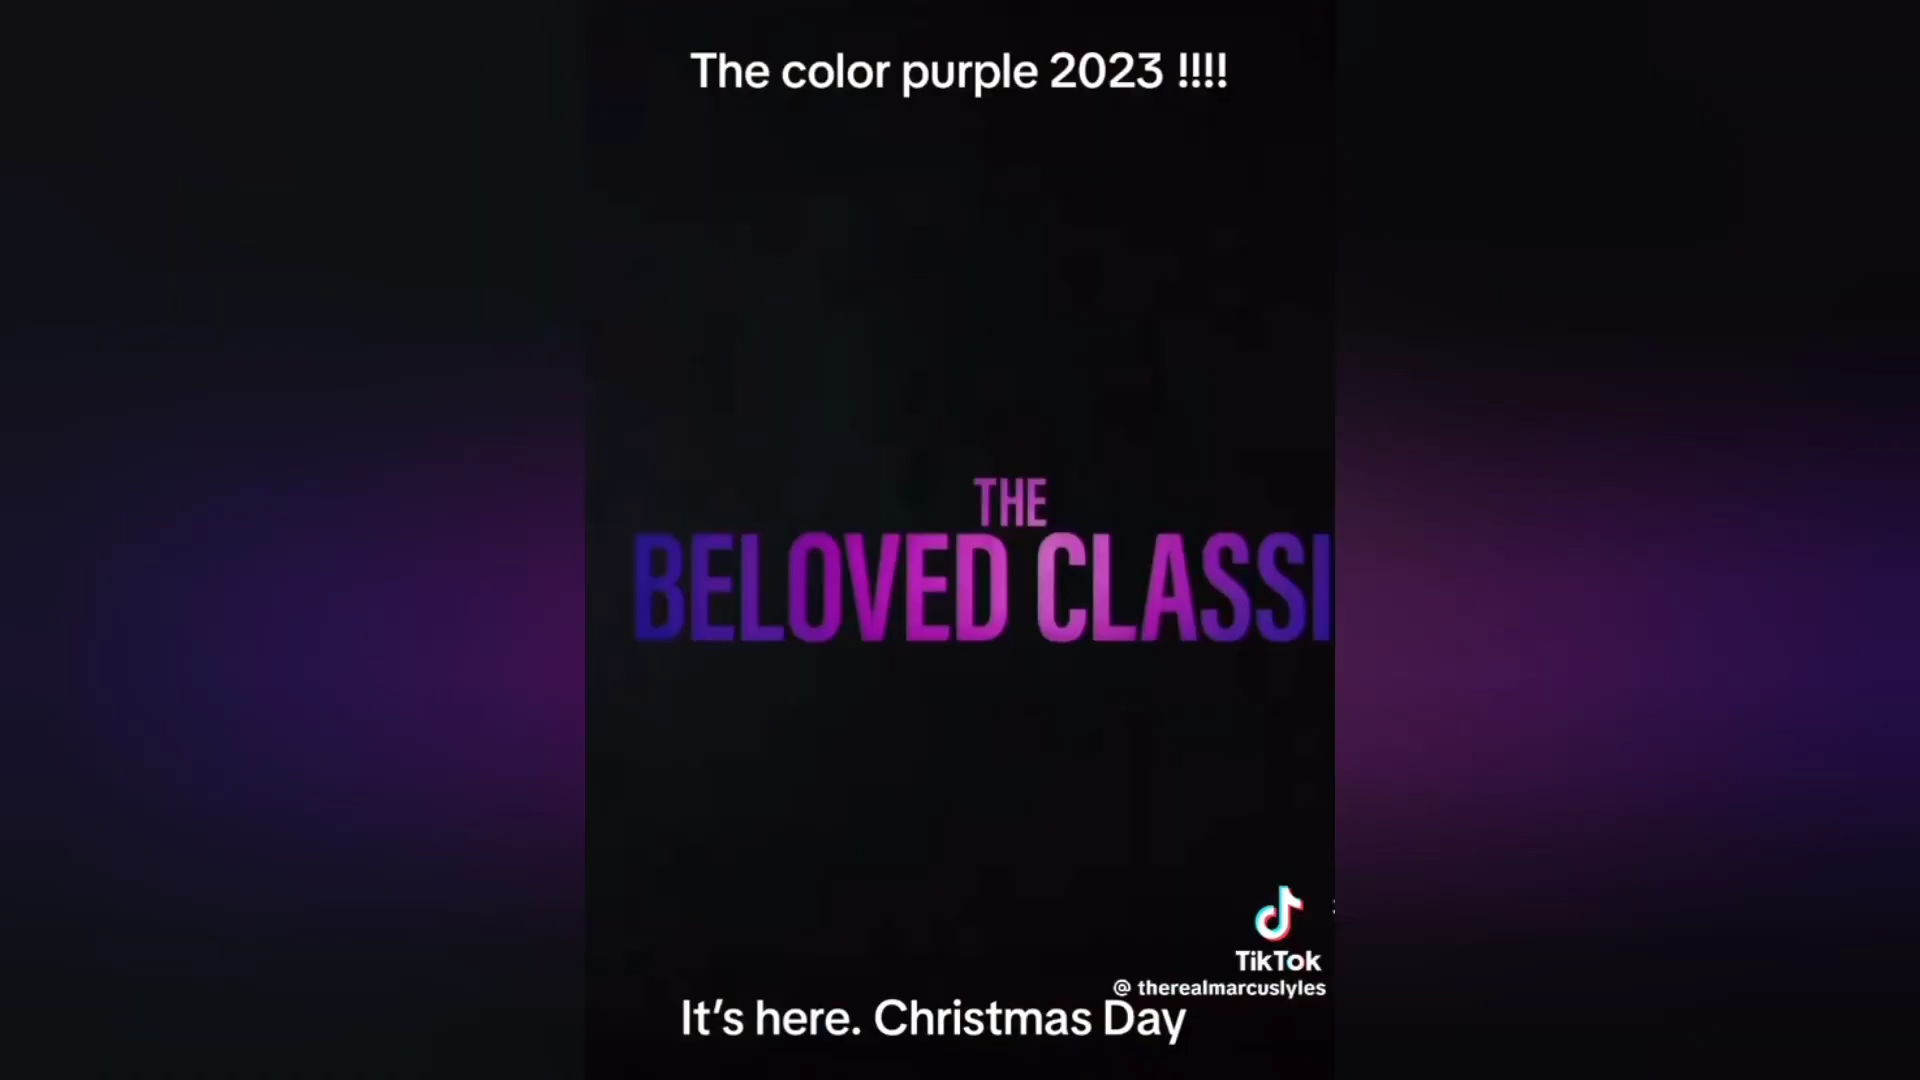 The color purple 2023 !!!!
THE
BELOVED CLASSI
TikTok
@ therealmarcuslyles
It’s here. Christmas Day